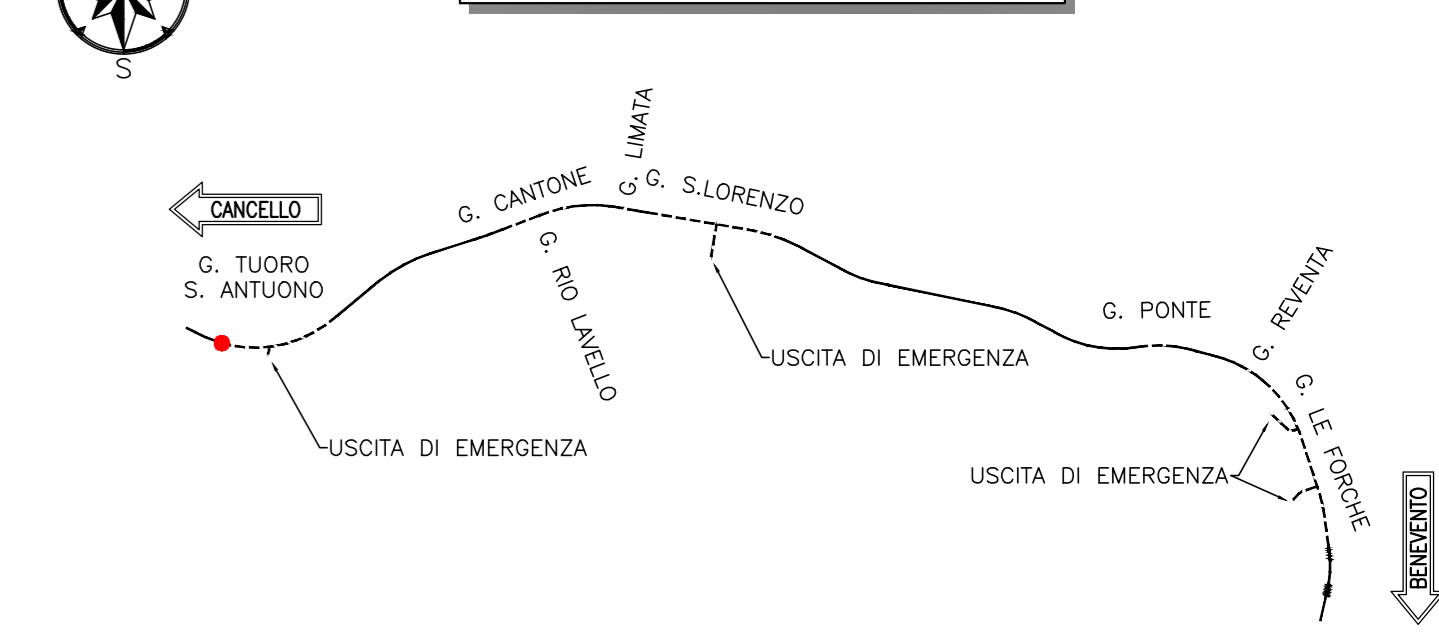 S
G. LIMATA
G. CANTONE
G. S.LORENZO
CANCELLO
G. TUORO
S. ANTUONO
G. RIO LAVELLO
G. REVENTA
G. PONTE
USCITA DI EMERGENZA
G. LE FORCHE
USCITA DI EMERGENZA
USCITA DI EMERGENZA
BENEVENTO